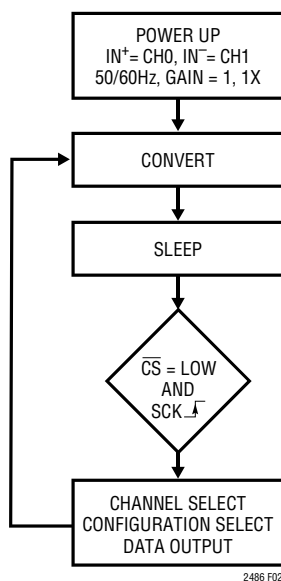 POWER UP
IN⁺= CH0, IN⁻= CH1
50/60Hz, GAIN = 1, 1X
CONVERT
SLEEP
C̅S̅ = LOW
AND
SCK
CHANNEL SELECT
CONFIGURATION SELECT
DATA OUTPUT
2486 F02